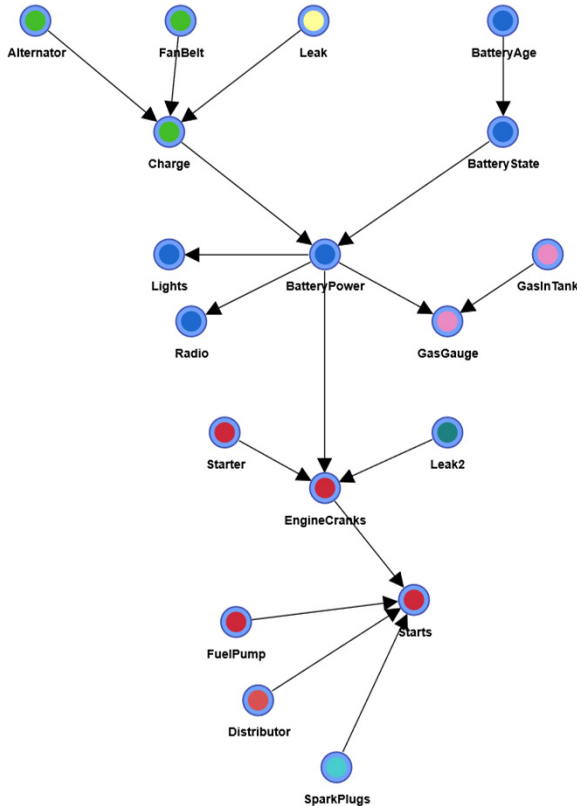 Alternator
FanBelt
Leak
BatteryAge
Charge
BatteryState
Lights
BatteryPower
GasInTank
Radio
GasGauge
Starter
Leak2
EngineCranks
Starts
FuelPump
Distributor
SparkPlugs